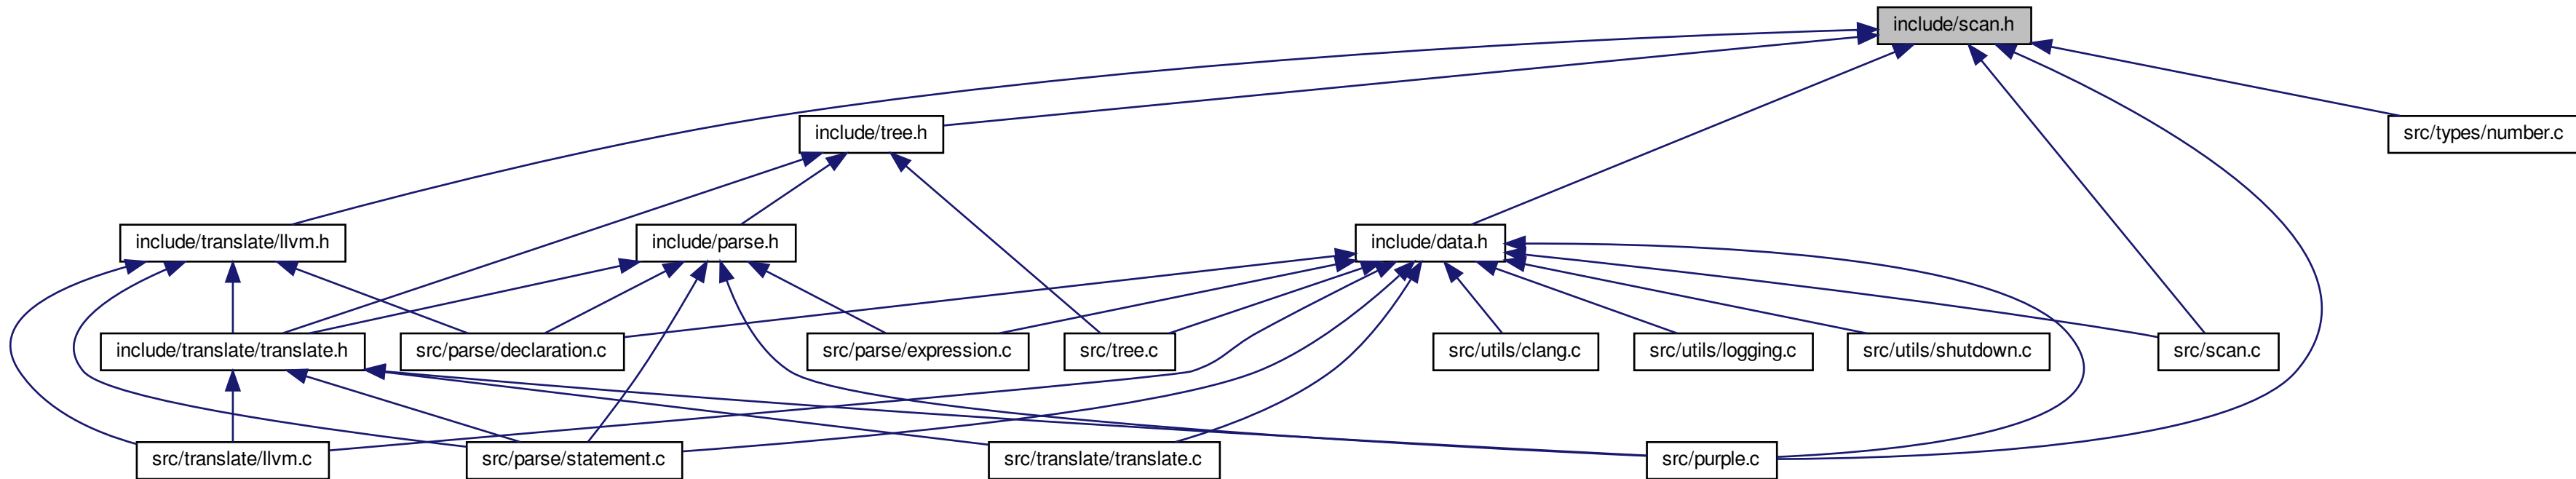 include/scan.h
include/tree.h
src/types/number.c
include/translate/llvm.h
include/parse.h
include/data.h
include/translate/translate.h
src/parse/declaration.c
src/parse/expression.c
src/tree.c
src/utils/clang.c
src/utils/logging.c
src/utils/shutdown.c
src/scan.c
src/translate/llvm.c
src/parse/statement.c
src/translate/translate.c
src/purple.c